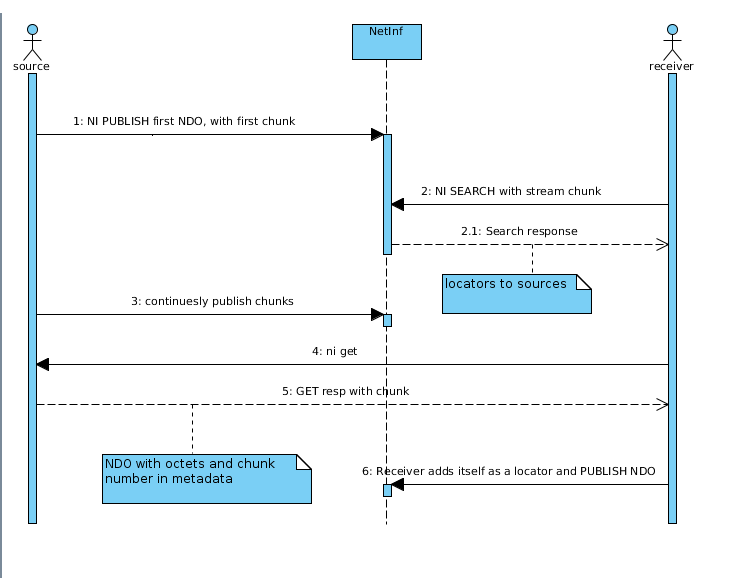 NetInf
source
receiver
1: NI PUBLISH first NDO, with first chunk
2: NI SEARCH with stream chunk
2.1: Search response
locators to sources
3: continuesly publish chunks
4: ni get
5: GET resp with chunk
NDO with octets and chunk
number in metadata
6: Receiver adds itself as a locator and PUBLISH NDO